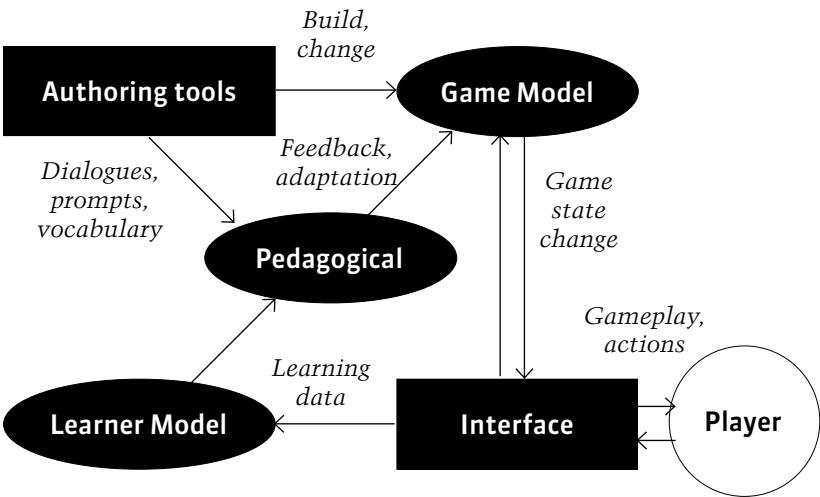 Build,
change
Authoring tools
Game Model
Feedback,
adaptation
Dialogues,
prompts,
vocabulary
Game
state
change
Pedagogical
Gameplay,
actions
Learning
data
Learner Model
Interface
Player